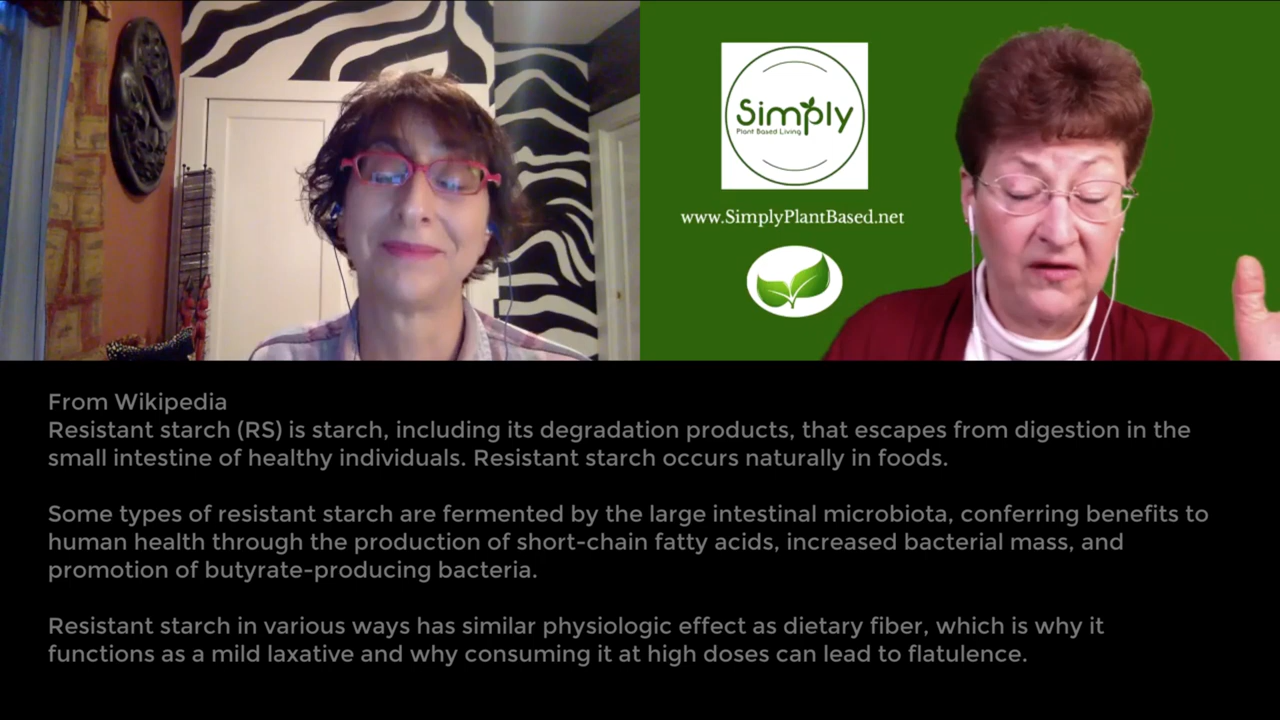 Simply
Plant Based Living
www.SimplyPlantBased.net
From Wikipedia
Resistant starch (RS) is starch, including its degradation products, that escapes from digestion in the
small intestine of healthy individuals. Resistant starch occurs naturally in foods.
Some types of resistant starch are fermented by the large intestinal microbiota, conferring benefits to
human health through the production of short-chain fatty acids, increased bacterial mass, and
promotion of butyrate-producing bacteria.
Resistant starch in various ways has similar physiologic effect as dietary fiber, which is why it
functions as a mild laxative and why consuming it at high doses can lead to flatulence.